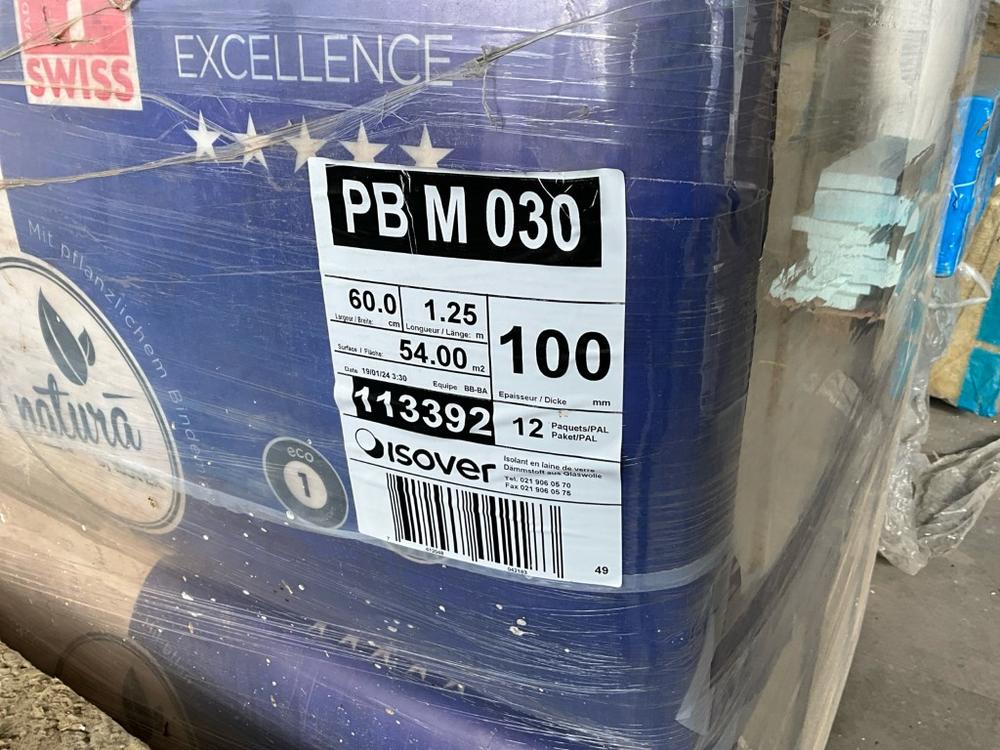 SWISS
EXCELLENCE
PB M 030
60.0
Largeur / Breite: cm
1.25
Longueur / Länge: m
100
Epaisseur / Dicke mm
Surface / Fläche: 54.00 m2
Date 19/01/24 3:30 Equipe BB-BA
113392
12 Paquets/PAL
Paket/PAL
isover
Isolant en laine de verre
Dämmstoff aus Glaswolle
Tel. 021 906 05 70
Fax 021 906 05 75
7
49
Mit pflanzlichem Binde
natura
eco
1